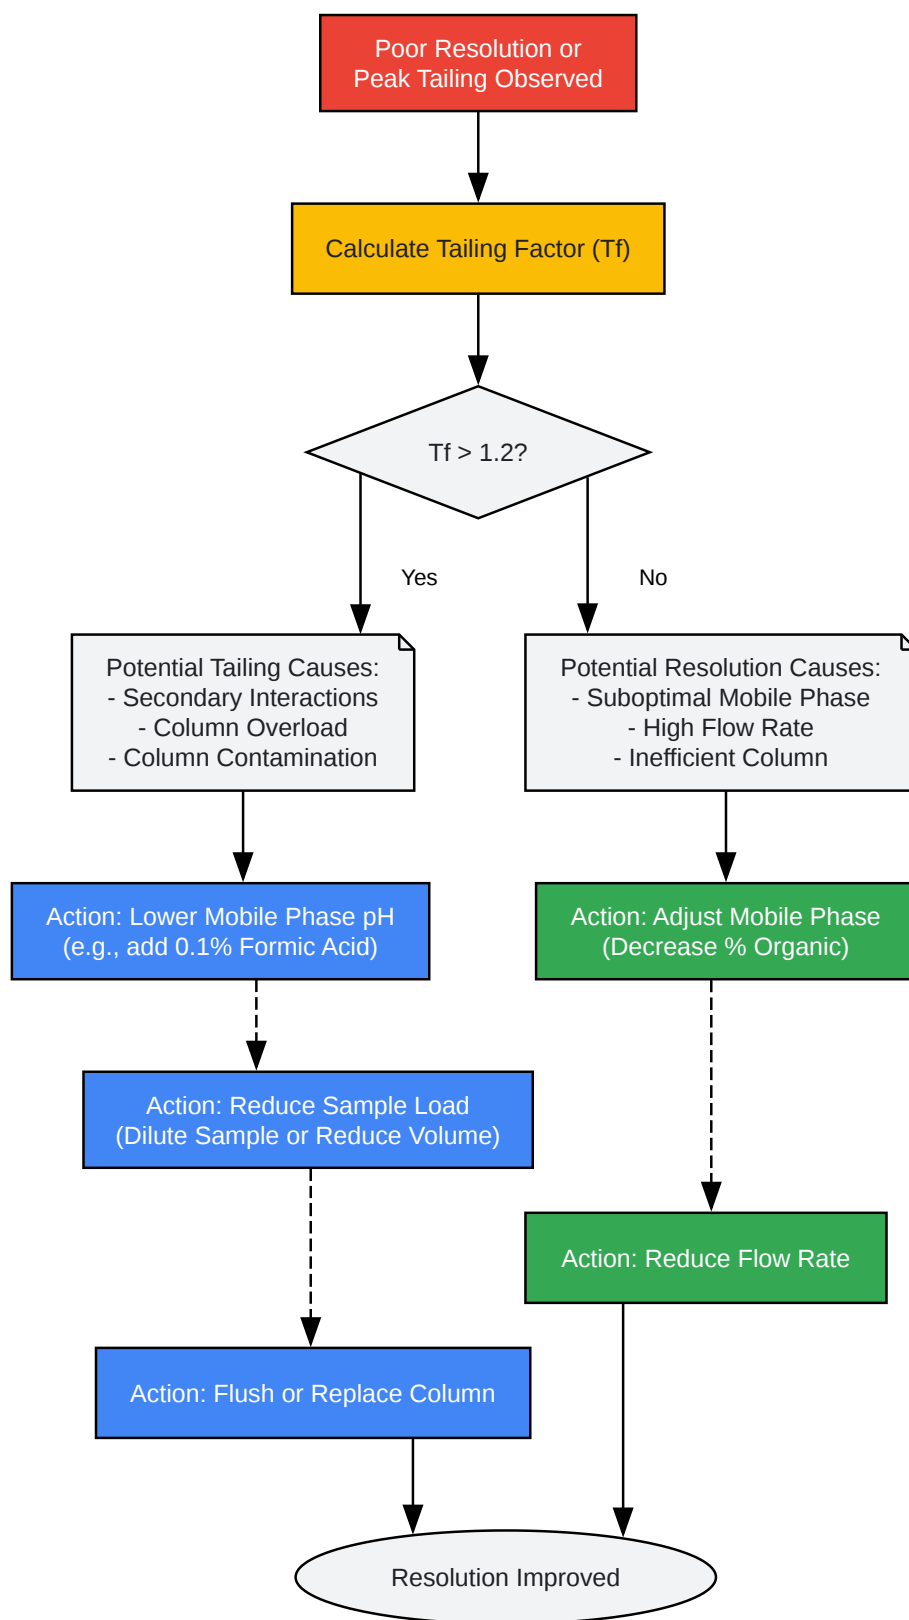 Poor Resolution or
Peak Tailing Observed
Calculate Tailing Factor (Tf)
Tf > 1.2?
Yes
No
Potential Tailing Causes:
- Secondary Interactions
- Column Overload
- Column Contamination
Potential Resolution Causes:
- Suboptimal Mobile Phase
- High Flow Rate
- Inefficient Column
Action: Lower Mobile Phase pH
(e.g., add 0.1% Formic Acid)
Action: Adjust Mobile Phase
(Decrease % Organic)
Action: Reduce Sample Load
(Dilute Sample or Reduce Volume)
Action: Reduce Flow Rate
Action: Flush or Replace Column
Resolution Improved